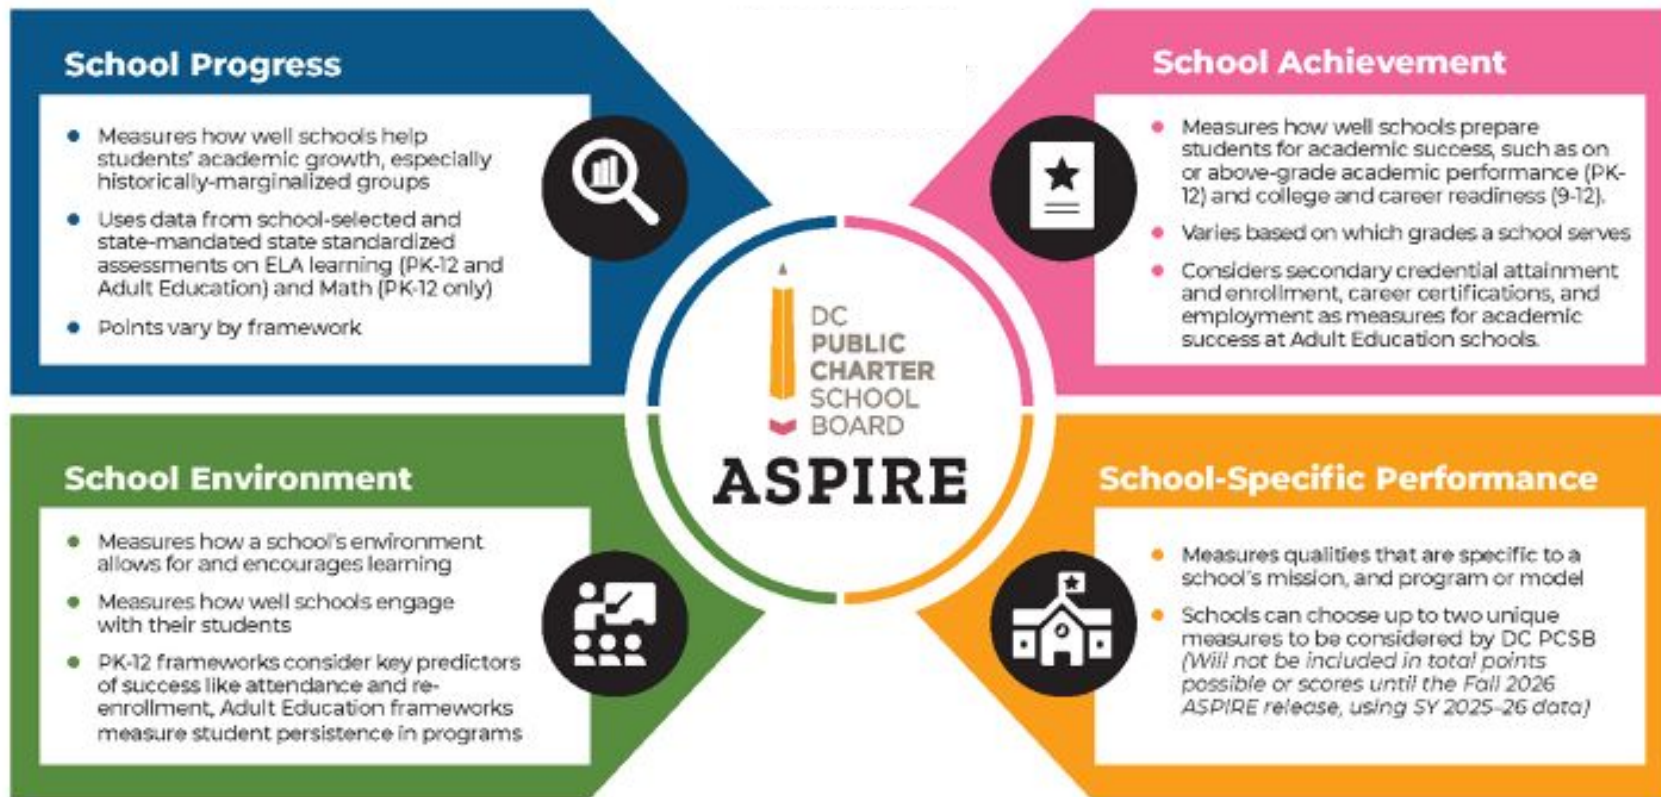 School Progress
• Measures how well schools help
students' academic growth, especially
historically-marginalized groups
• Uses data from school-selected and
state-mandated state standardized
assessments on ELA learning (PK-12 and
Adult Education) and Math (PK-12 only)
• Points vary by framework
School Achievement
• Measures how well schools prepare
students for academic success, such as on
or above-grade academic performance (PK-
12) and college and career readiness (9-12).
• Varies based on which grades a school serves
• Considers secondary credential attainment
and enrollment, career certifications, and
employment as measures for academic
success at Adult Education schools.
DC
PUBLIC
CHARTER
SCHOOL
BOARD
ASPIRE
School Environment
• Measures how a school's environment
allows for and encourages learning
• Measures how well schools engage
with their students
• PK-12 frameworks consider key predictors
of success like attendance and re-
enrollment, Adult Education frameworks
measure student persistence in programs
School-Specific Performance
• Measures qualities that are specific to a
school's mission, and program or model
• Schools can choose up to two unique
measures to be considered by DC PCSB
(Will not be included in total points
possible or scores until the Fall 2026
ASPIRE release, using SY 2025-26 data)